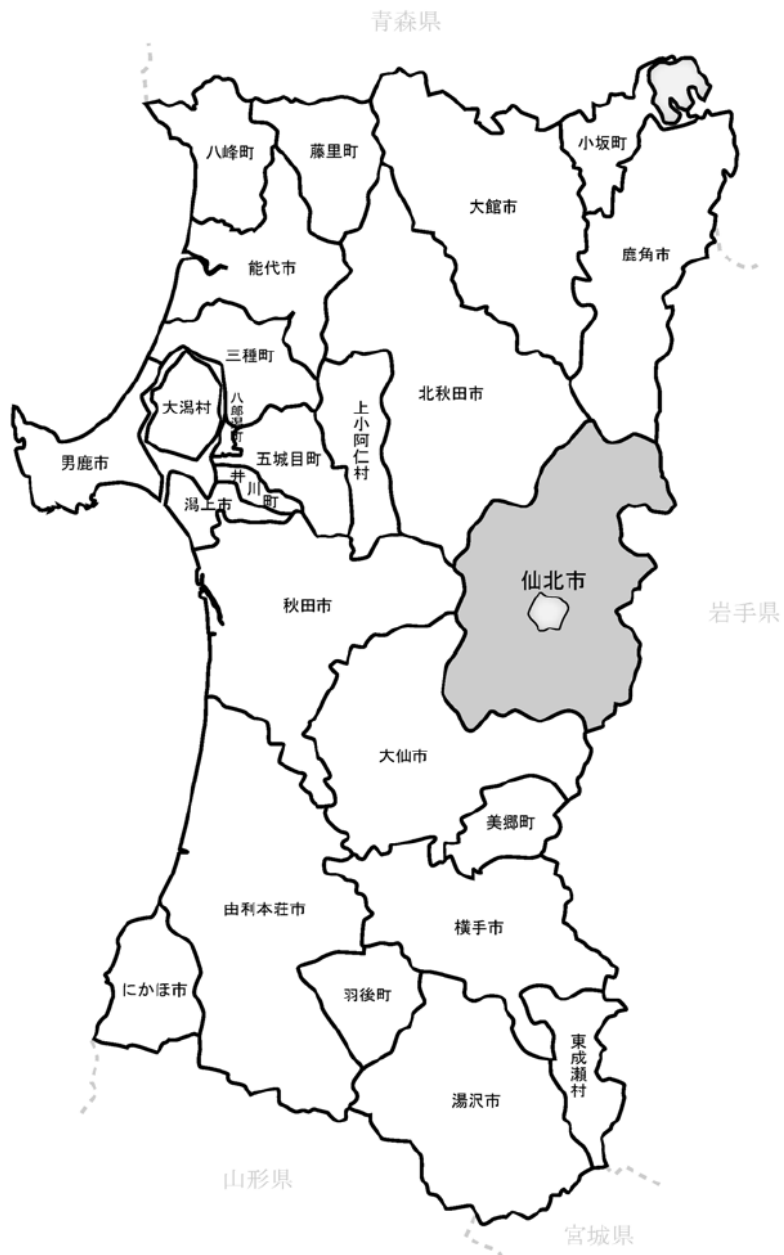 青森県
八峰町
藤里町
小坂町
大館市
鹿角市
能代市
三種町
北秋田市
大潟村
八郎潟町
上小阿仁村
男鹿市
五城目町
井川町
潟上市
仙北市
秋田市
岩手県
大仙市
美郷町
由利本荘市
横手市
にかほ市
羽後町
東成瀬村
湯沢市
山形県
宮城県